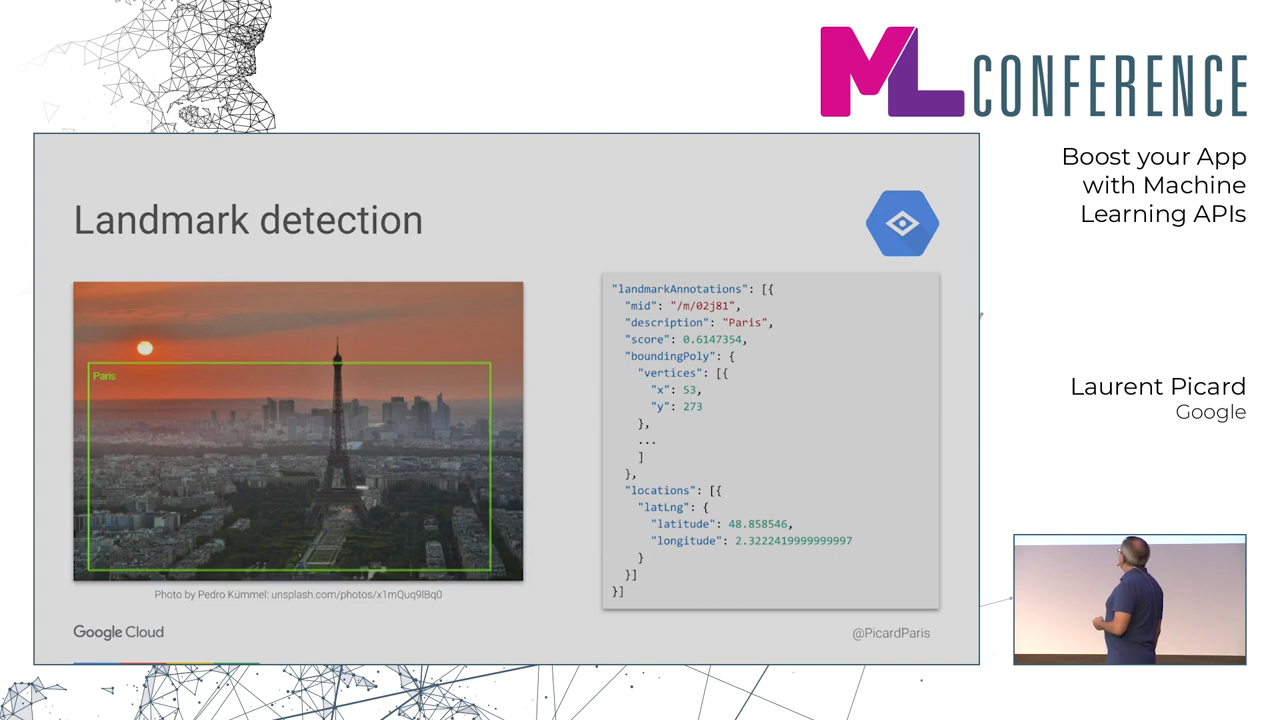 ML CONFERENCE
Boost your App
with Machine
Learning APIs
Landmark detection
Paris
"landmarkAnnotations": [{
"mid": "/m/02j81",
"description": "Paris",
"score": 0.6147354,
"boundingPoly": {
"vertices": [{
"x": 53,
"y": 273
},
...
]
},
"locations": [{
"latLng": {
"latitude": 48.858546,
"longitude": 2.3222419999999997
}
}]
}]
Photo by Pedro Kümmel: unsplash.com/photos/x1mQuq9lBq0
Google Cloud
@PicardParis
Laurent Picard
Google